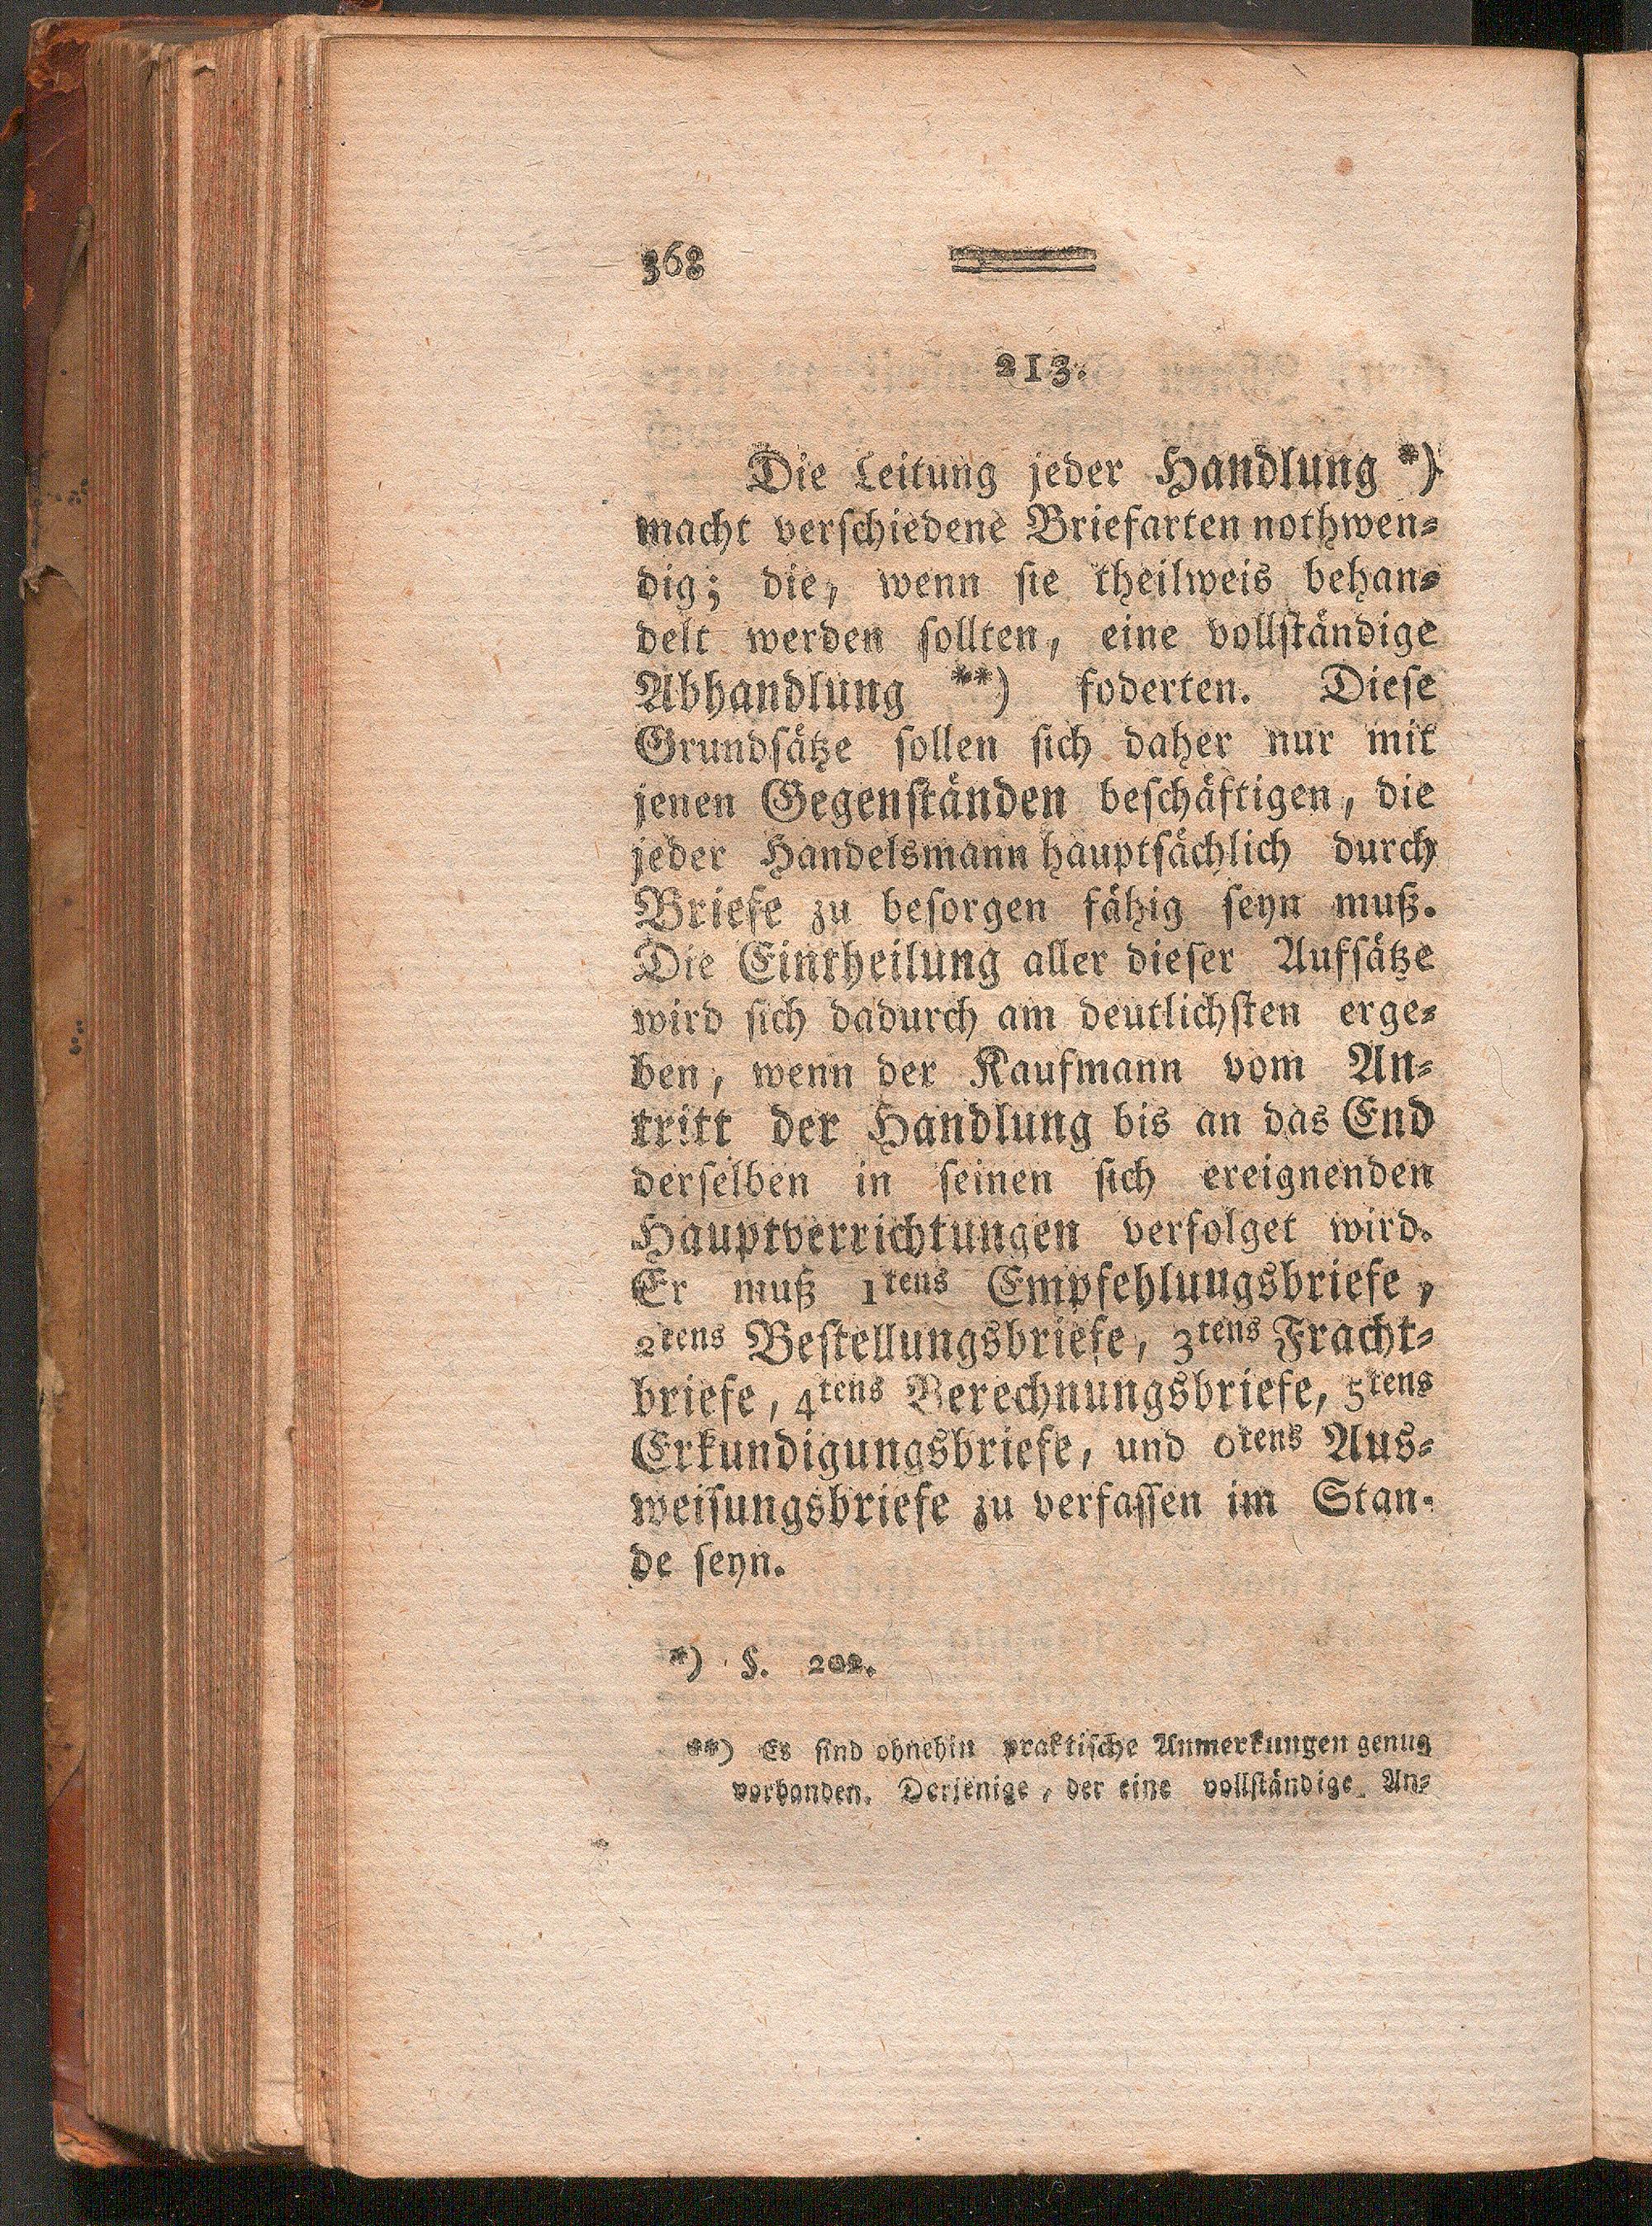 368
213.
Die Leitung jeder Handlung *)
macht verschiedene Briefarten nothwen-
dig; die, wenn sie theilweis behan-
delt werden sollten, eine vollständige
Abhandlung **) foderten. Diese
Grundsätze sollen sich daher nur mit
jenen Gegenständen beschäftigen, die
jeder Handelsmann hauptsächlich durch
Briefe zu besorgen fähig seyn muß.
Die Eintheilung aller dieser Aufsätze
wird sich dadurch am deutlichsten erge-
ben, wenn der Kaufmann vom An-
tritt der Handlung bis an das End
derselben in seinen sich ereignenden
Hauptverrichtungen verfolget wird.
Er muß 1tens Empfehlungsbriefe,
2tens Bestellungsbriefe, 3tens Fracht-
briefe, 4tens Berechnungsbriefe, 5tens
Erkundigungsbriefe, und 6tens Aus-
weisungsbriefe zu verfassen im Stan-
de seyn.
*) §. 202.
**) Es sind ohnehin praktische Anmerkungen genug
vorhanden. Derjenige, der eine vollständige An-